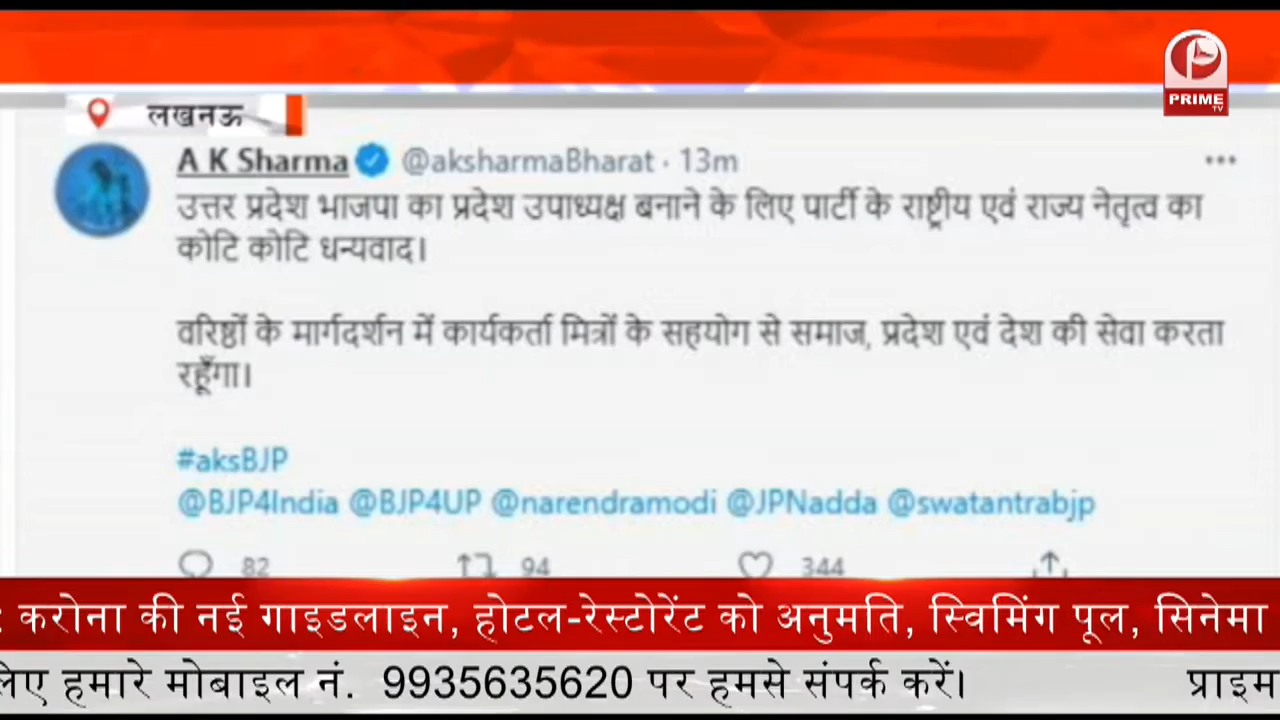 PRIME
TV
लखनऊ
A K Sharma @aksharmaBharat · 13m
उत्तर प्रदेश भाजपा का प्रदेश उपाध्यक्ष बनाने के लिए पार्टी के राष्ट्रीय एवं राज्य नेतृत्व का
कोटि कोटि धन्यवाद।
वरिष्ठों के मार्गदर्शन में कार्यकर्ता मित्रों के सहयोग से समाज, प्रदेश एवं देश की सेवा करता
रहूँगा।
#aksBJP
@BJP4India @BJP4UP @narendramodi @JPNadda @swatantrabjp
82 94 344
: करोना की नई गाइडलाइन, होटल-रेस्टोरेंट को अनुमति, स्विमिंग पूल, सिनेमा
लिए हमारे मोबाइल नं. 9935635620 पर हमसे संपर्क करें। प्राइम